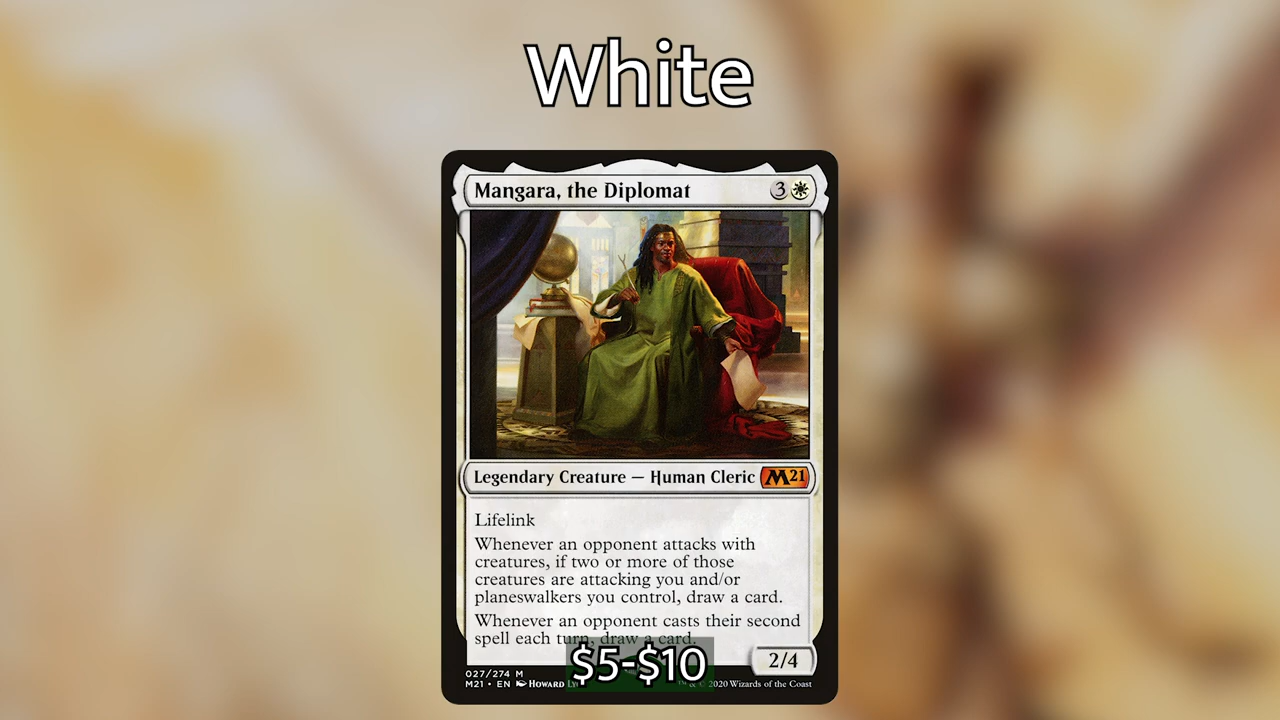 White
Mangara, the Diplomat 3
Legendary Creature — Human Cleric M21
Lifelink
Whenever an opponent attacks with
creatures, if two or more of those
creatures are attacking you and/or
planeswalkers you control, draw a card.
Whenever an opponent casts their second
spell each turn, draw a card.
$5-$10
2/4
027/274 M
M21 • EN Howard
™ & © 2020 Wizards of the Coast